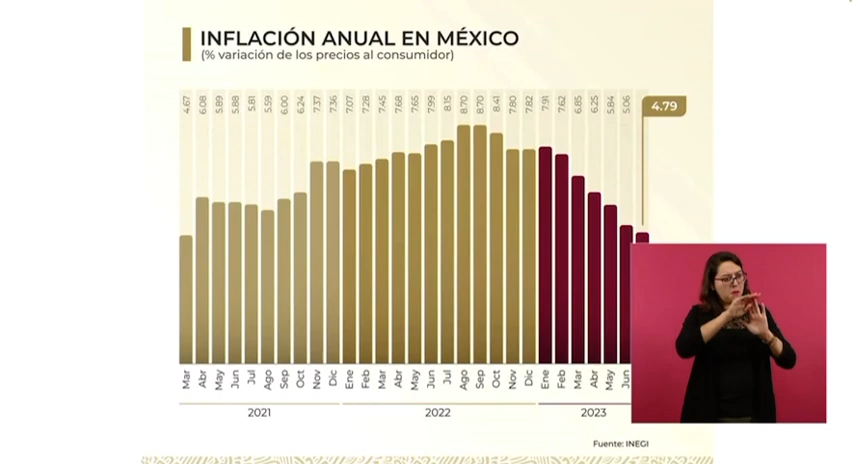 INFLACIÓN ANUAL EN MÉXICO
(% variación de los precios al consumidor)
4.67 6.08 5.89 5.88 5.81 5.59 6.00 6.24 7.37 7.36 7.07 7.28 7.45 7.68 7.65 7.99 8.15 8.70 8.70 8.41 7.80 7.82 7.91 7.62 6.85 6.25 5.84 5.06 4.79
Mar Abr May Jun Jul Ago Sep Oct Nov Dic Ene Feb Mar Abr May Jun Jul Ago Sep Oct Nov Dic Ene Feb Mar Abr May Jun
2021 2022 2023
Fuente: INEGI